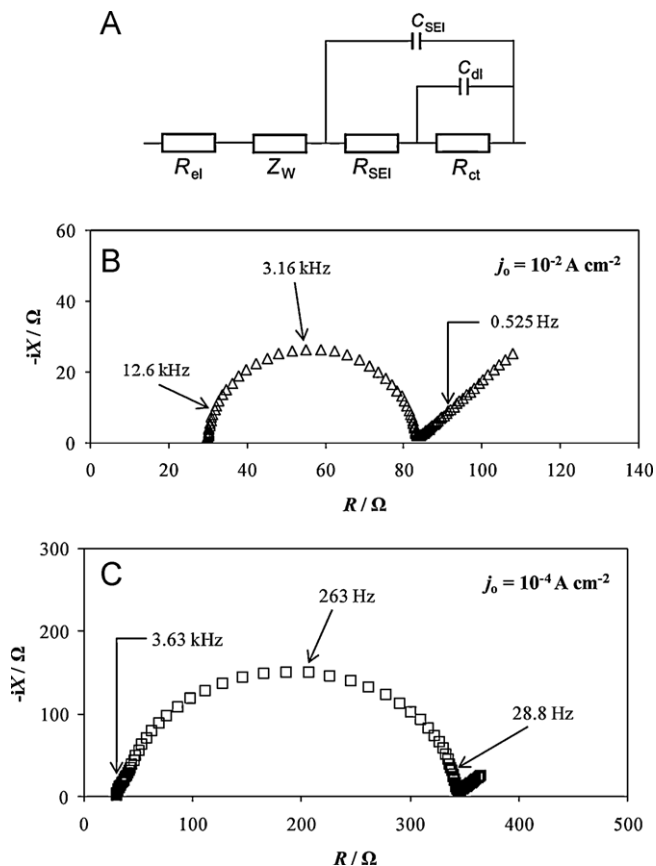 A
C_SEI
C_dl
R_el
Z_W
R_SEI
R_ct
B
j_o = 10^-2 A cm^-2
3.16 kHz
0.525 Hz
12.6 kHz
-iX / Ω
60
40
20
0
0 20 40 60 80 100 120 140
R / Ω
C
j_o = 10^-4 A cm^-2
263 Hz
3.63 kHz
28.8 Hz
-iX / Ω
300
200
100
0
0 100 200 300 400 500
R / Ω